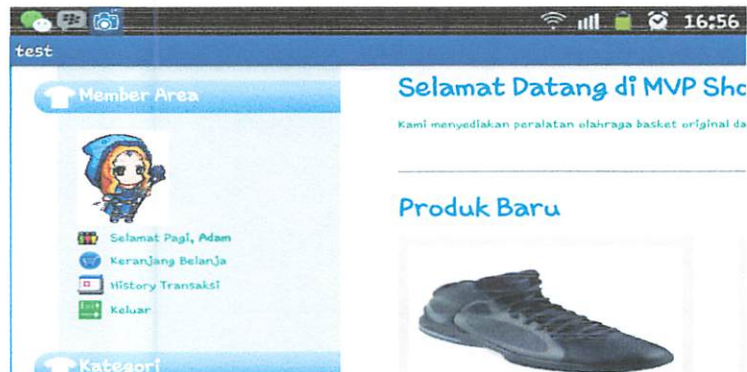 16:56
test
Member Area
Selamat Datang di MVP Sho
Kami menyediakan peralatan olahraga basket original da
Produk Baru
Selamat Pagi, Adam
Keranjang Belanja
History Transaksi
Keluar
Kategori